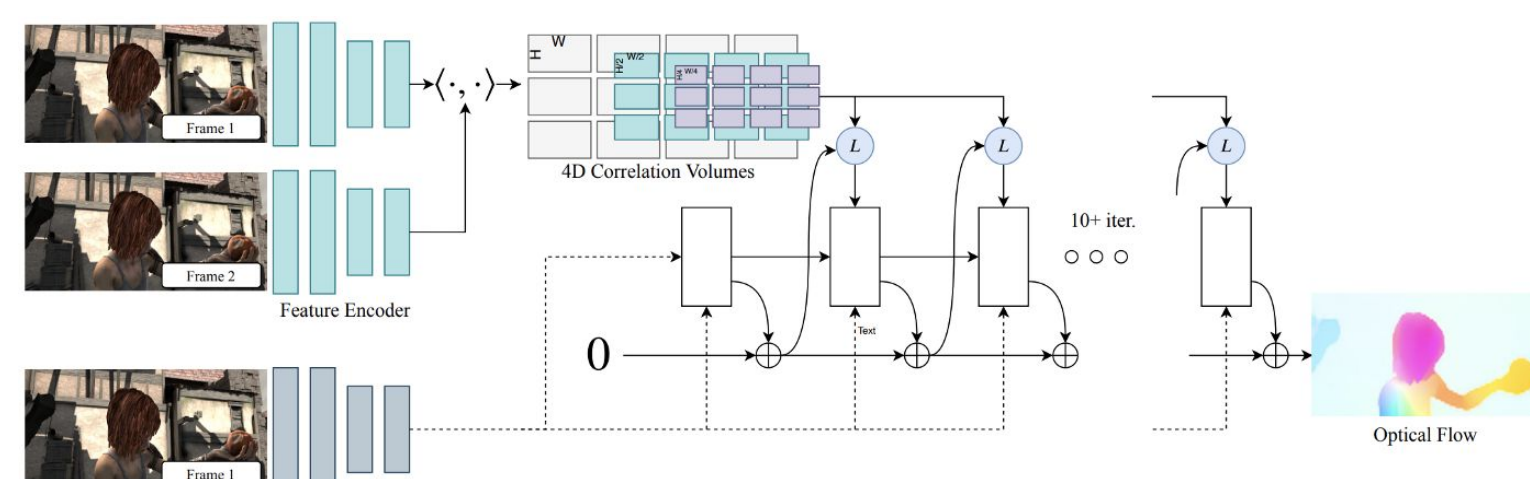 Frame 1
⟨·, ·⟩
H
W
H/2
W/2
H/4
W/4
4D Correlation Volumes
L
L
L
Frame 2
10+ iter.
Feature Encoder
Text
0
Optical Flow
Frame 1